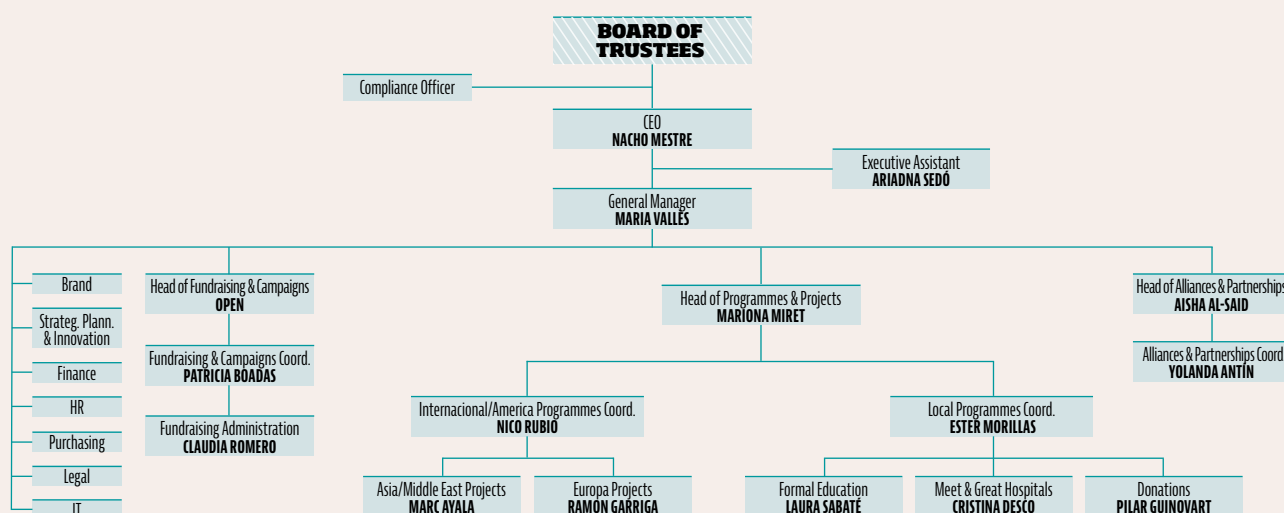 BOARD OF
TRUSTEES
Compliance Officer
CEO
NACHO MESTRE
Executive Assistant
ARIADNA SEDÓ
General Manager
MARIA VALLÈS
Brand
Strateg. Plann.
& Innovation
Finance
HR
Purchasing
Legal
IT
Head of Fundraising & Campaigns
OPEN
Fundraising & Campaigns Coord.
PATRICIA BOADAS
Fundraising Administration
CLAUDIA ROMERO
Head of Programmes & Projects
MARIONA MIRET
Internacional/America Programmes Coord.
NICO RUBIO
Asia/Middle East Projects
MARC AYALA
Europa Projects
RAMÓN GARRIGA
Local Programmes Coord.
ESTER MORILLAS
Formal Education
LAURA SABATÉ
Meet & Great Hospitals
CRISTINA DESCO
Donations
PILAR GUINOVART
Head of Alliances & Partnerships
AISHA AL-SAID
Alliances & Partnerships Coord
YOLANDA ANTÍN